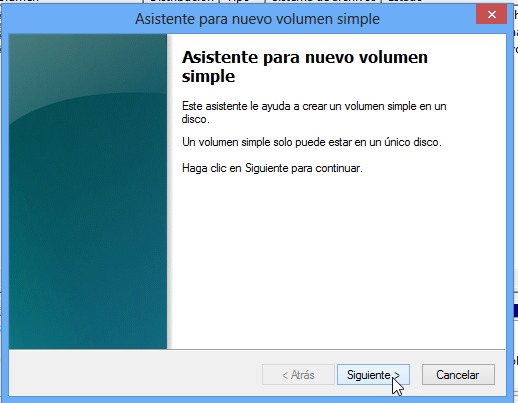 Asistente para nuevo volumen simple
Asistente para nuevo volumen
simple
Este asistente le ayuda a crear un volumen simple en un
disco.
Un volumen simple solo puede estar en un único disco.
Haga clic en Siguiente para continuar.
< Atrás Siguiente > Cancelar